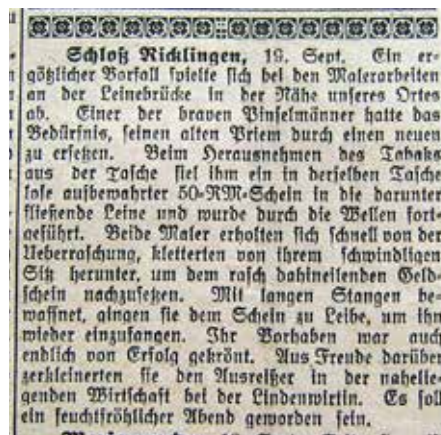 Schloß Ricklingen, 19. Sept. Ein er-
götzlicher Vorfall spielte sich bei den Malerarbeiten
an der Leinebrücke in der Nähe unseres Ortes
ab. Einer der braven Pinselmänner hatte das
Bedürfnis, seinen alten Priem durch einen neuen
zu ersetzen. Beim Herausnehmen des Tabaks
aus der Tasche fiel ihm ein in derselben Tasche
lose aufbewahrter 50-RM-Schein in die darunter
fließende Leine und wurde durch die Wellen fort-
geführt. Beide Maler erholten sich schnell von der
Ueberraschung, kletterten von ihrem schwindligen
Sitz herunter, um dem rasch dahineilenden Geld-
schein nachzusetzen. Mit langen Stangen be-
waffnet, gingen sie dem Schein zu Leibe, um ihn
wieder einzufangen. Ihr Vorhaben war auch
endlich von Erfolg gekrönt. Aus Freude darüber
zerkleinerten sie den Ausreißer in der nahelie-
genden Wirtschaft bei der Lindenwirtin. Es soll
ein feuchtfröhlicher Abend geworden sein.